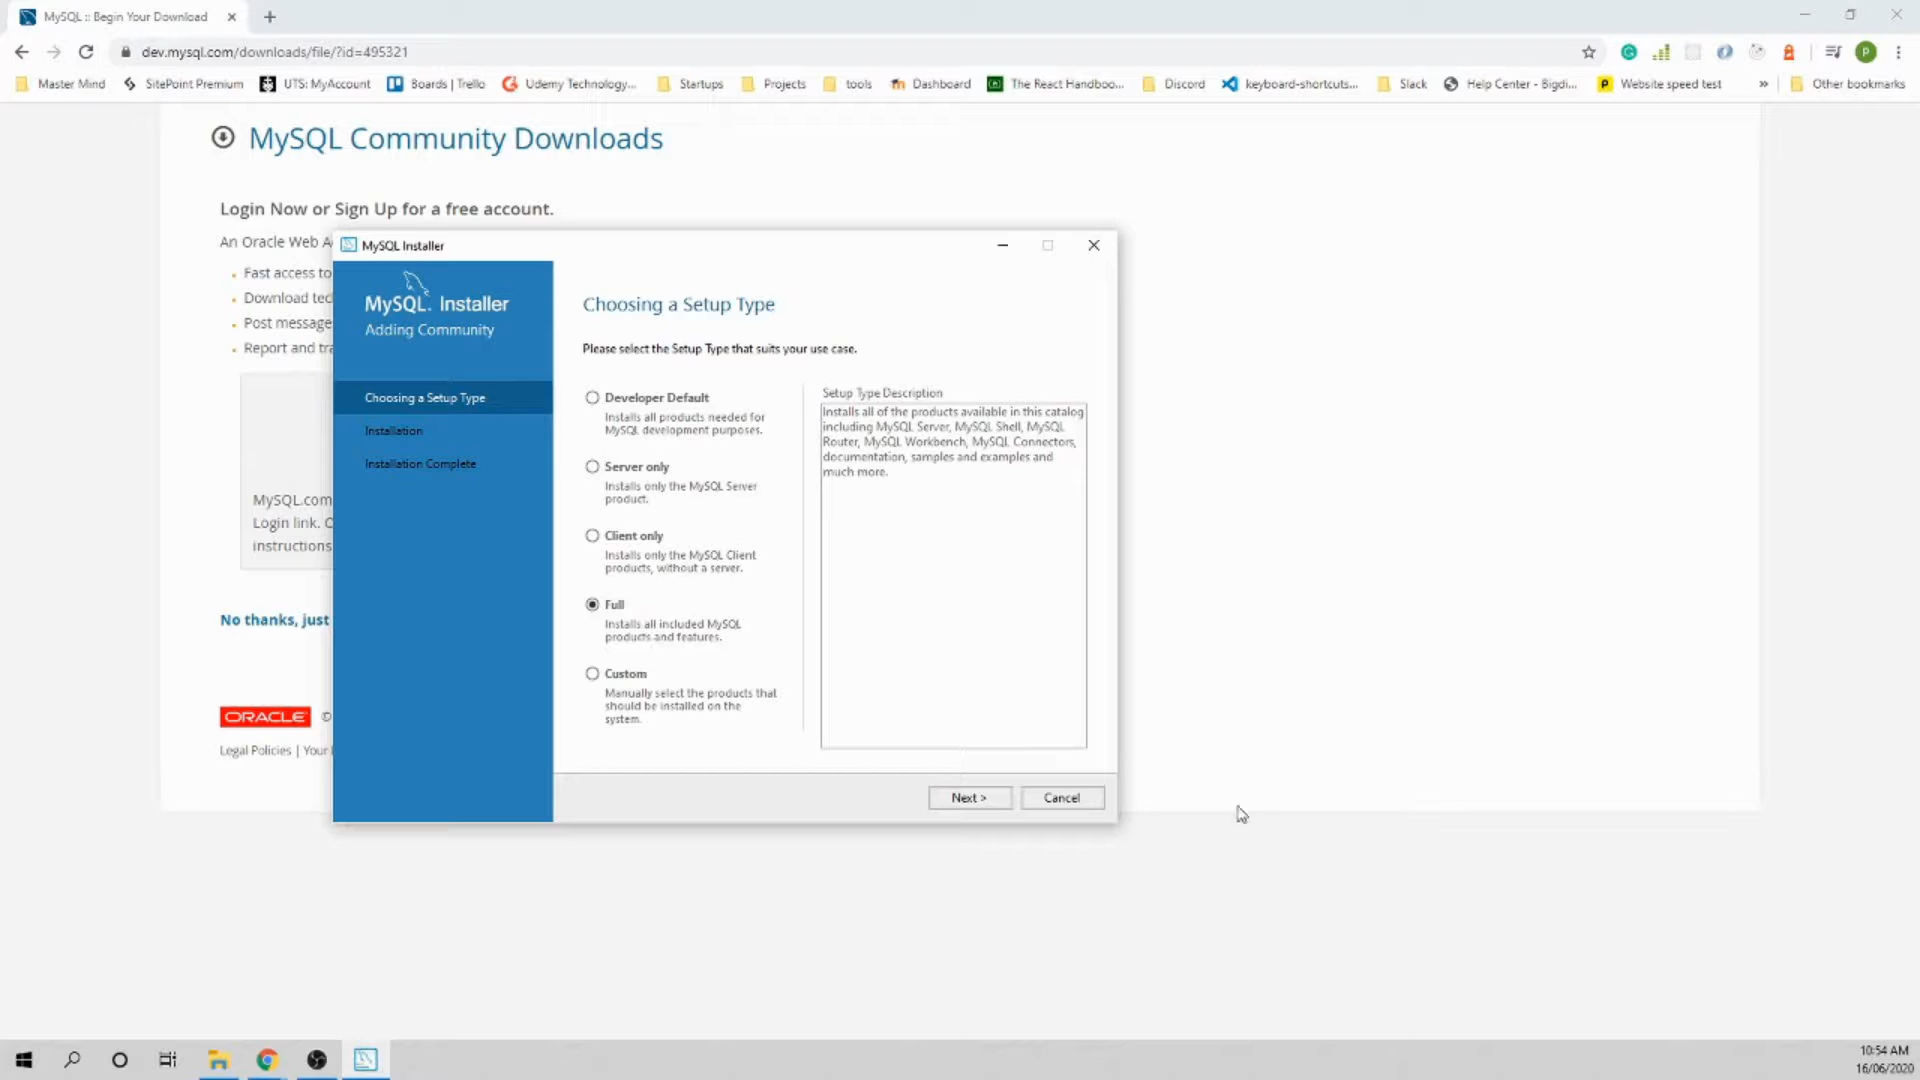 MySQL :: Begin Your Download
dev.mysql.com/downloads/file/?id=495321
P
Master Mind
SitePoint Premium
UTS: MyAccount
Boards | Trello
Udemy Technology...
Startups
Projects
tools
Dashboard
The React Handboo...
Discord
keyboard-shortcuts...
Slack
Help Center - Bigdi...
Website speed test
»
Other bookmarks
MySQL Community Downloads
Login Now or Sign Up for a free account.
An Oracle Web A
Fast access to
Download tec
Post message
Report and tra
MySQL.com
Login link. O
instructions
No thanks, just
ORACLE ©
Legal Policies | Your
MySQL Installer
MySQL. Installer
Adding Community
Choosing a Setup Type
Installation
Installation Complete
Choosing a Setup Type
Please select the Setup Type that suits your use case.
Developer Default
Installs all products needed for
MySQL development purposes.
Server only
Installs only the MySQL Server
product.
Client only
Installs only the MySQL Client
products, without a server.
Full
Installs all included MySQL
products and features.
Custom
Manually select the products that
should be installed on the
system.
Setup Type Description
Installs all of the products available in this catalog
including MySQL Server, MySQL Shell, MySQL
Router, MySQL Workbench, MySQL Connectors,
documentation, samples and examples and
much more.
Next >
Cancel
10:54 AM
16/06/2020